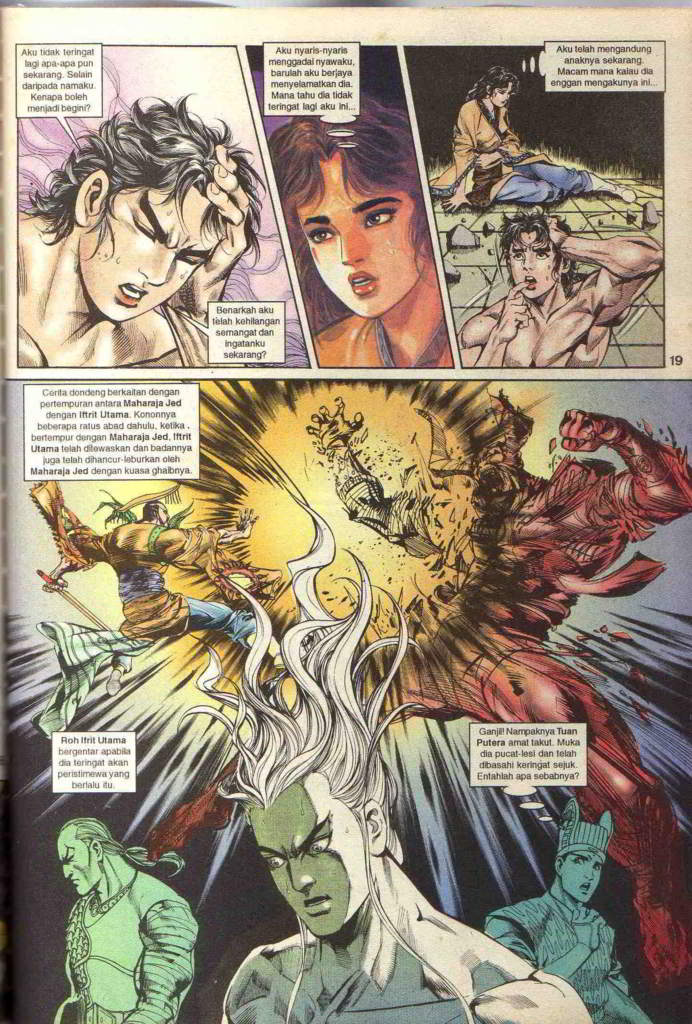 Aku tidak teringat
lagi apa-apa pun
sekarang. Selain
daripada namaku.
Kenapa boleh
menjadi begini?
Benarkah aku
telah kehilangan
semangat dan
ingatanku
sekarang?
Aku nyaris-nyaris
menggadai nyawaku,
barulah aku berjaya
menyelamatkan dia.
Mana tahu dia tidak
teringat lagi aku ini...
Aku telah mengandung
anaknya sekarang.
Macam mana kalau dia
enggan mengakunya ini...
19
Cerita dondeng berkaitan dengan
pertempuran antara Maharaja Jed
dengan Iftrit Utama. Kononnya
beberapa ratus abad dahulu, ketika
bertempur dengan Maharaja Jed, Iftrit
Utama telah ditewaskan dan badannya
juga telah dihancur-leburkan oleh
Maharaja Jed dengan kuasa ghaibnya.
Roh Ifrit Utama
bergentar apabila
dia teringat akan
peristimewa yang
berlalu itu.
Ganjil! Nampaknya Tuan
Putera amat takut. Muka
dia pucat-lesi dan telah
dibasahi keringat sejuk.
Entahlah apa sebabnya?